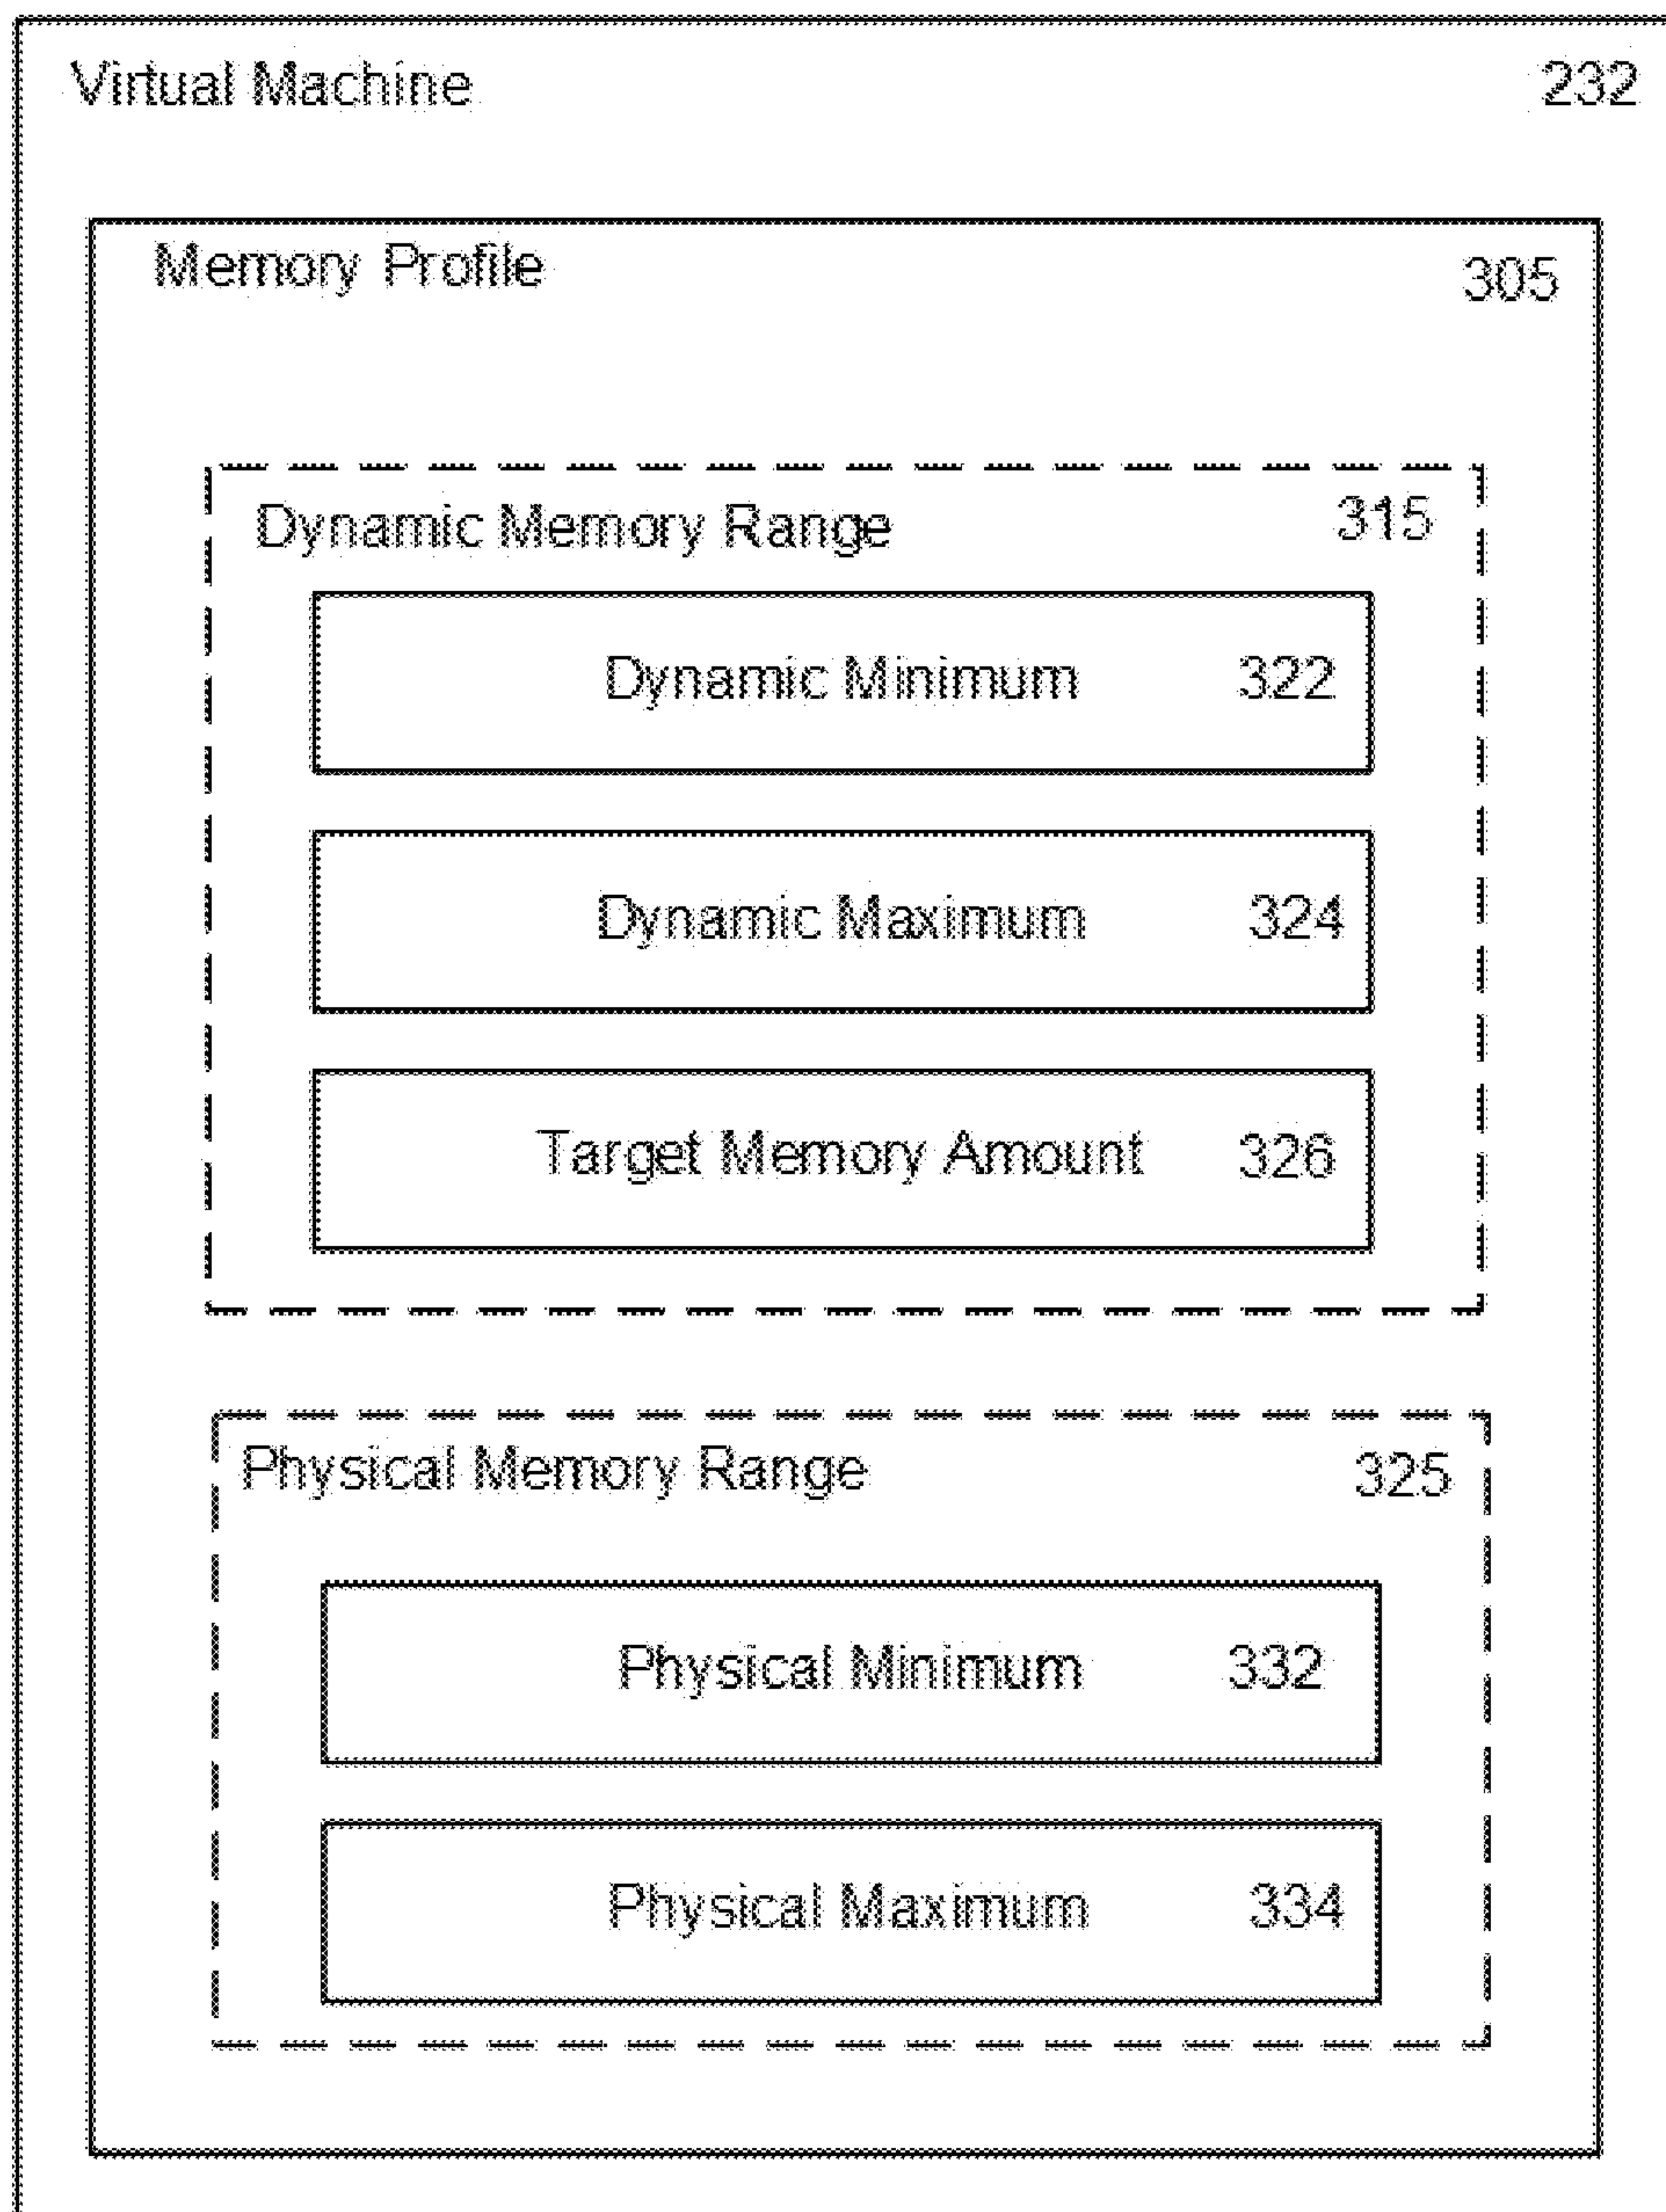 Virtual Machine 232
Memory Profile 305
Dynamic Memory Range 315
Dynamic Minimum 322
Dynamic Maximum 324
Target Memory Amount 326
Physical Memory Range 325
Physical Minimum 332
Physical Maximum 334